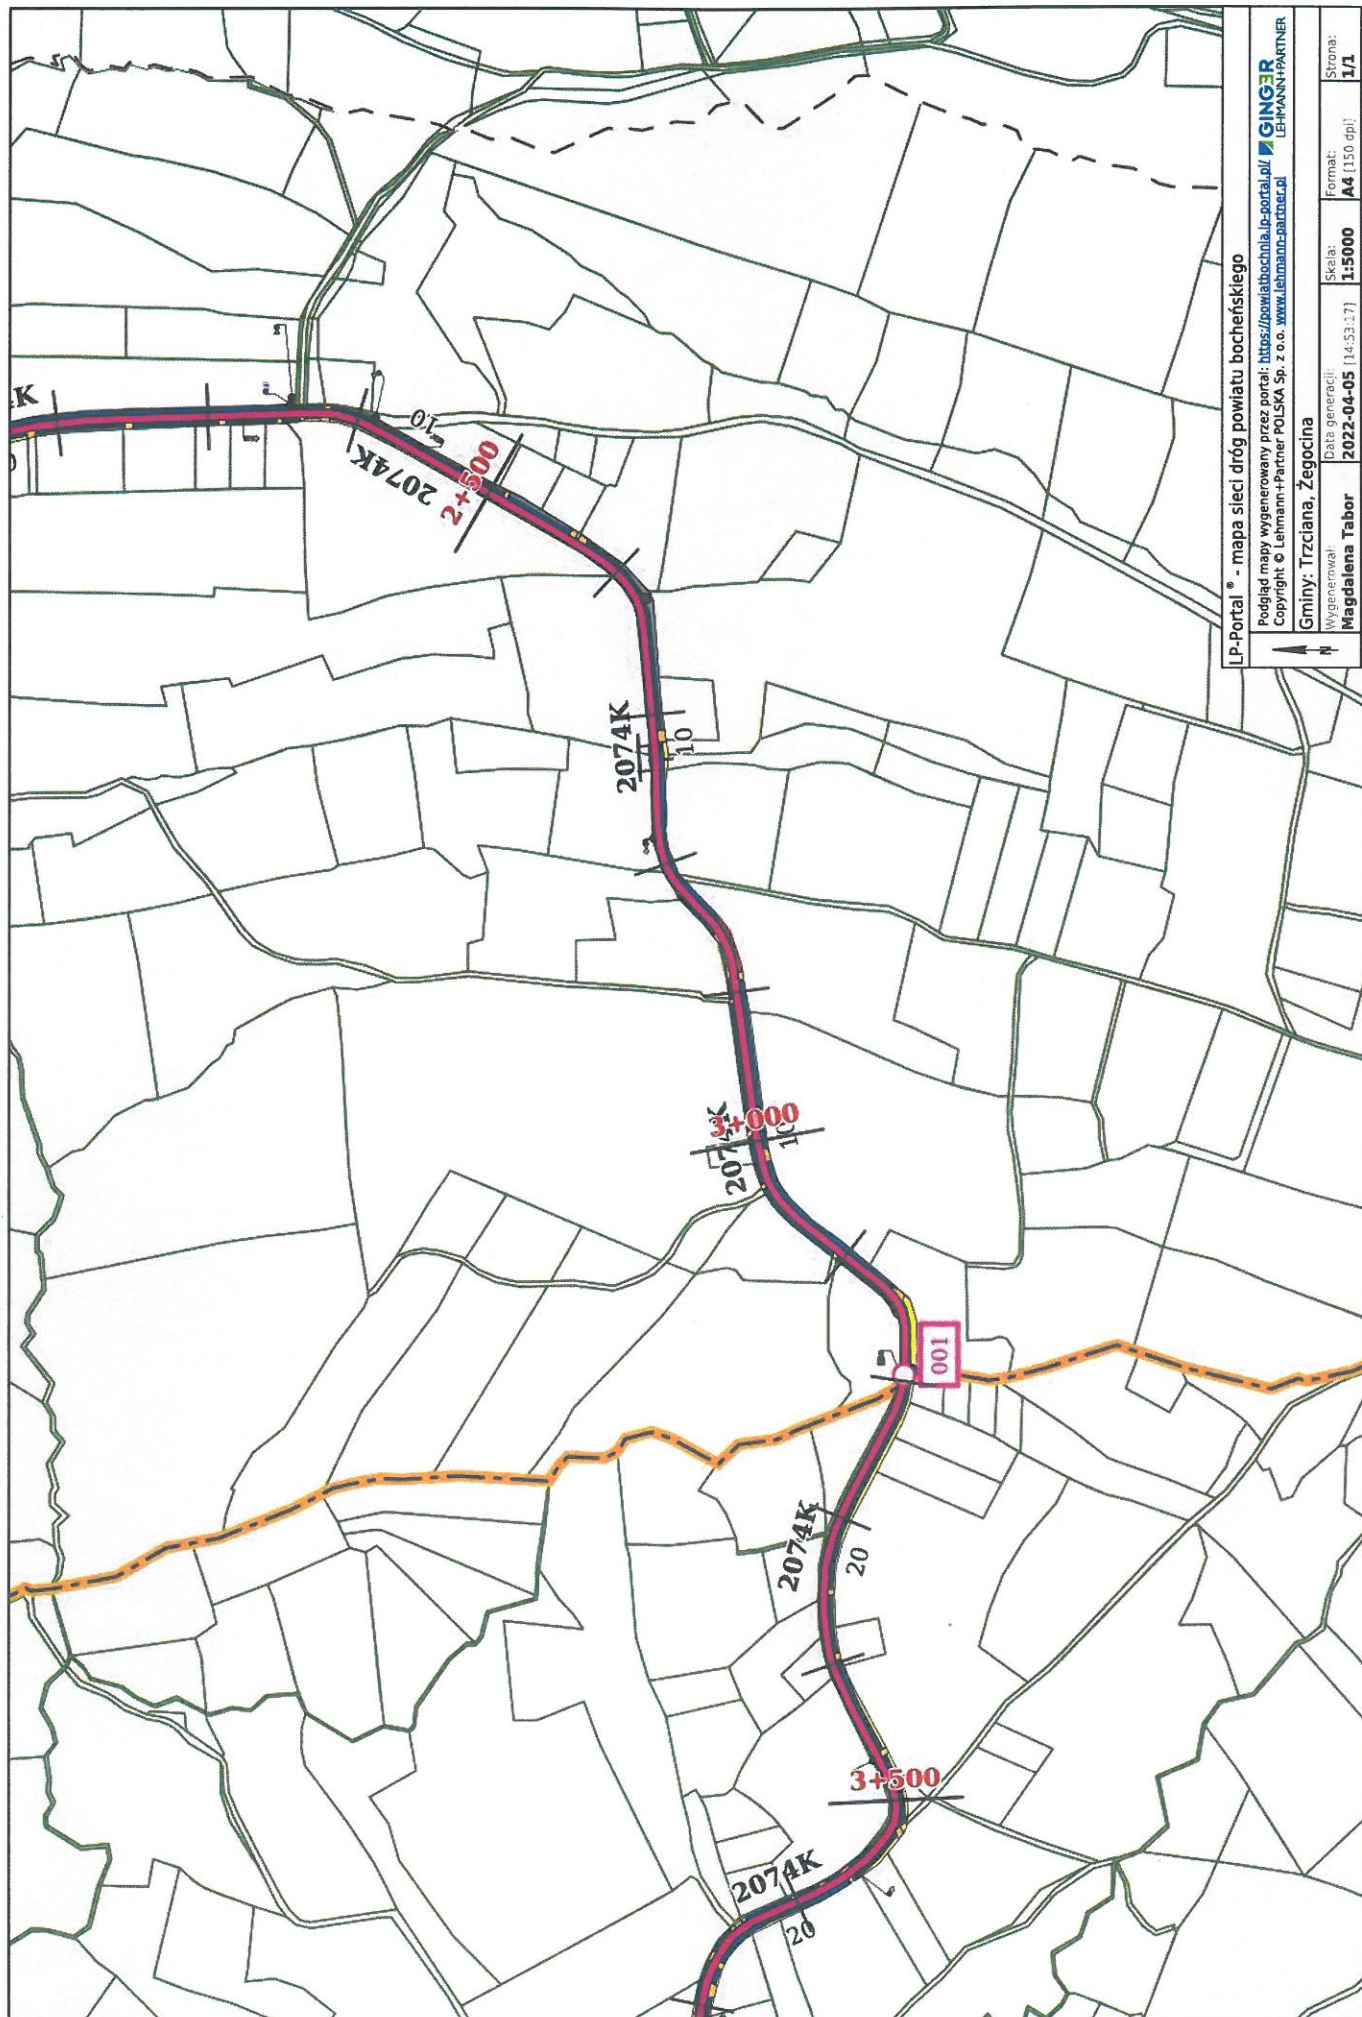 K
2074K
10
2+500
2074K
10
2074K
3+000
10
001
2074K
20
3+500
2074K
20
LP-Portal ® - mapa sieci dróg powiatu bocheńskiego
Podgląd mapy wygenerowany przez portal: https://powiatbochnia.lp-portal.pl/
Copyright © Lehmann+Partner POLSKA Sp. z o.o. www.lehmann-partner.pl
GINGER
LEHMANN+PARTNER
N
Gminy: Trzciana, Żegocina
Wygenerował:
Magdalena Tabor
Data generacji:
2022-04-05 [14:53:17]
Skala:
1:5000
Format:
A4 [150 dpi]
Strona:
1/1